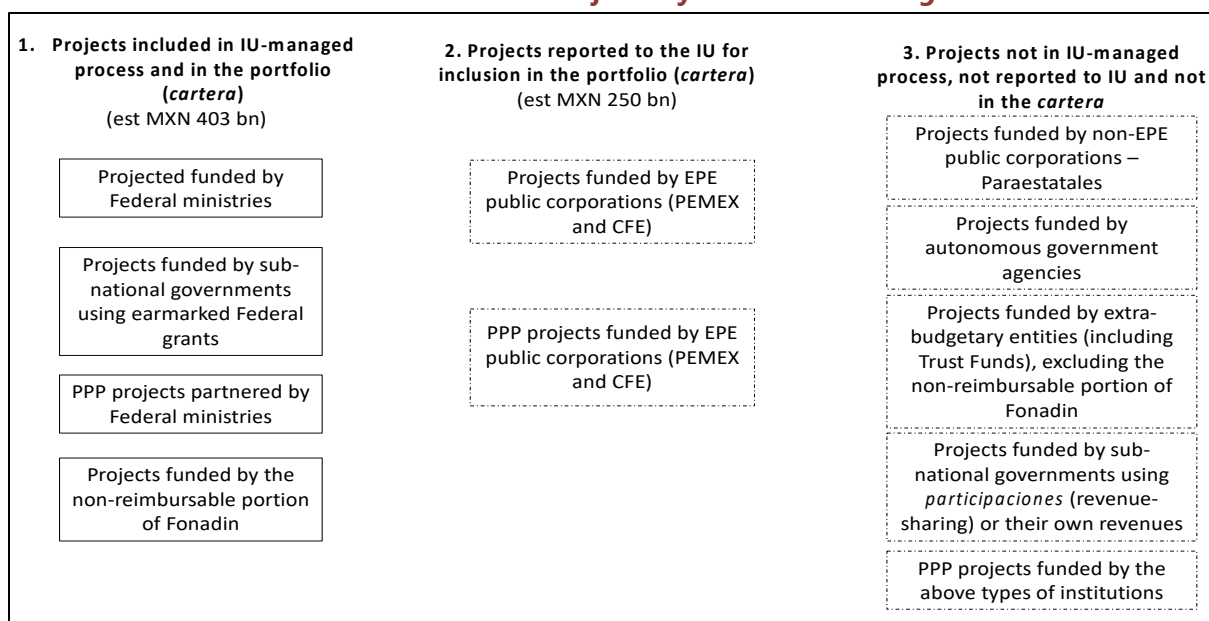 1. Projects included in IU-managed
process and in the portfolio
(cartera)
(est MXN 403 bn)
Projected funded by
Federal ministries
Projects funded by sub-
national governments
using earmarked Federal
grants
PPP projects partnered by
Federal ministries
Projects funded by the
non-reimbursable portion
of Fonadin
2. Projects reported to the IU for
inclusion in the portfolio (cartera)
(est MXN 250 bn)
Projects funded by EPE
public corporations (PEMEX
and CFE)
PPP projects funded by EPE
public corporations (PEMEX
and CFE)
3. Projects not in IU-managed
process, not reported to IU and not
in the cartera
Projects funded by non-EPE
public corporations –
Paraestatales
Projects funded by
autonomous government
agencies
Projects funded by extra-
budgetary entities (including
Trust Funds), excluding the
non-reimbursable portion of
Fonadin
Projects funded by sub-
national governments using
participaciones (revenue-
sharing) or their own revenues
PPP projects funded by the
above types of institutions